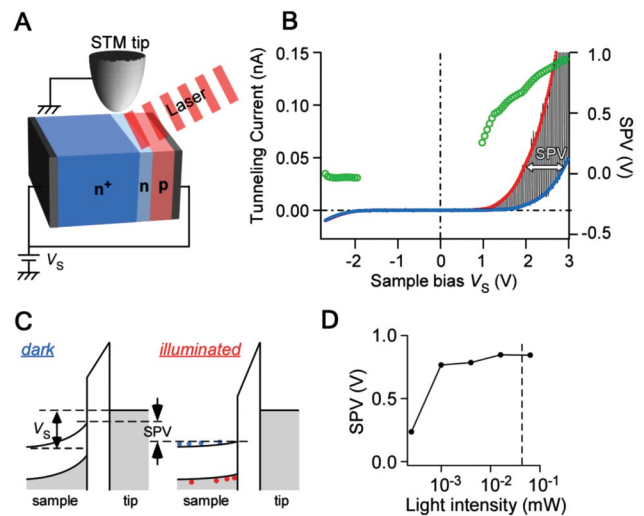 A
STM tip
Laser
n+
n
p
VS
B
Tunneling Current (nA)
0.15
0.10
0.05
0.00
SPV
1.0
0.5
0.0
-0.5
SPV (V)
-2
-1
0
1
2
3
Sample bias VS (V)
C
dark
illuminated
VS
SPV
sample
tip
sample
tip
D
SPV (V)
1.0
0.5
0.0
10-3
10-2
10-1
Light intensity (mW)